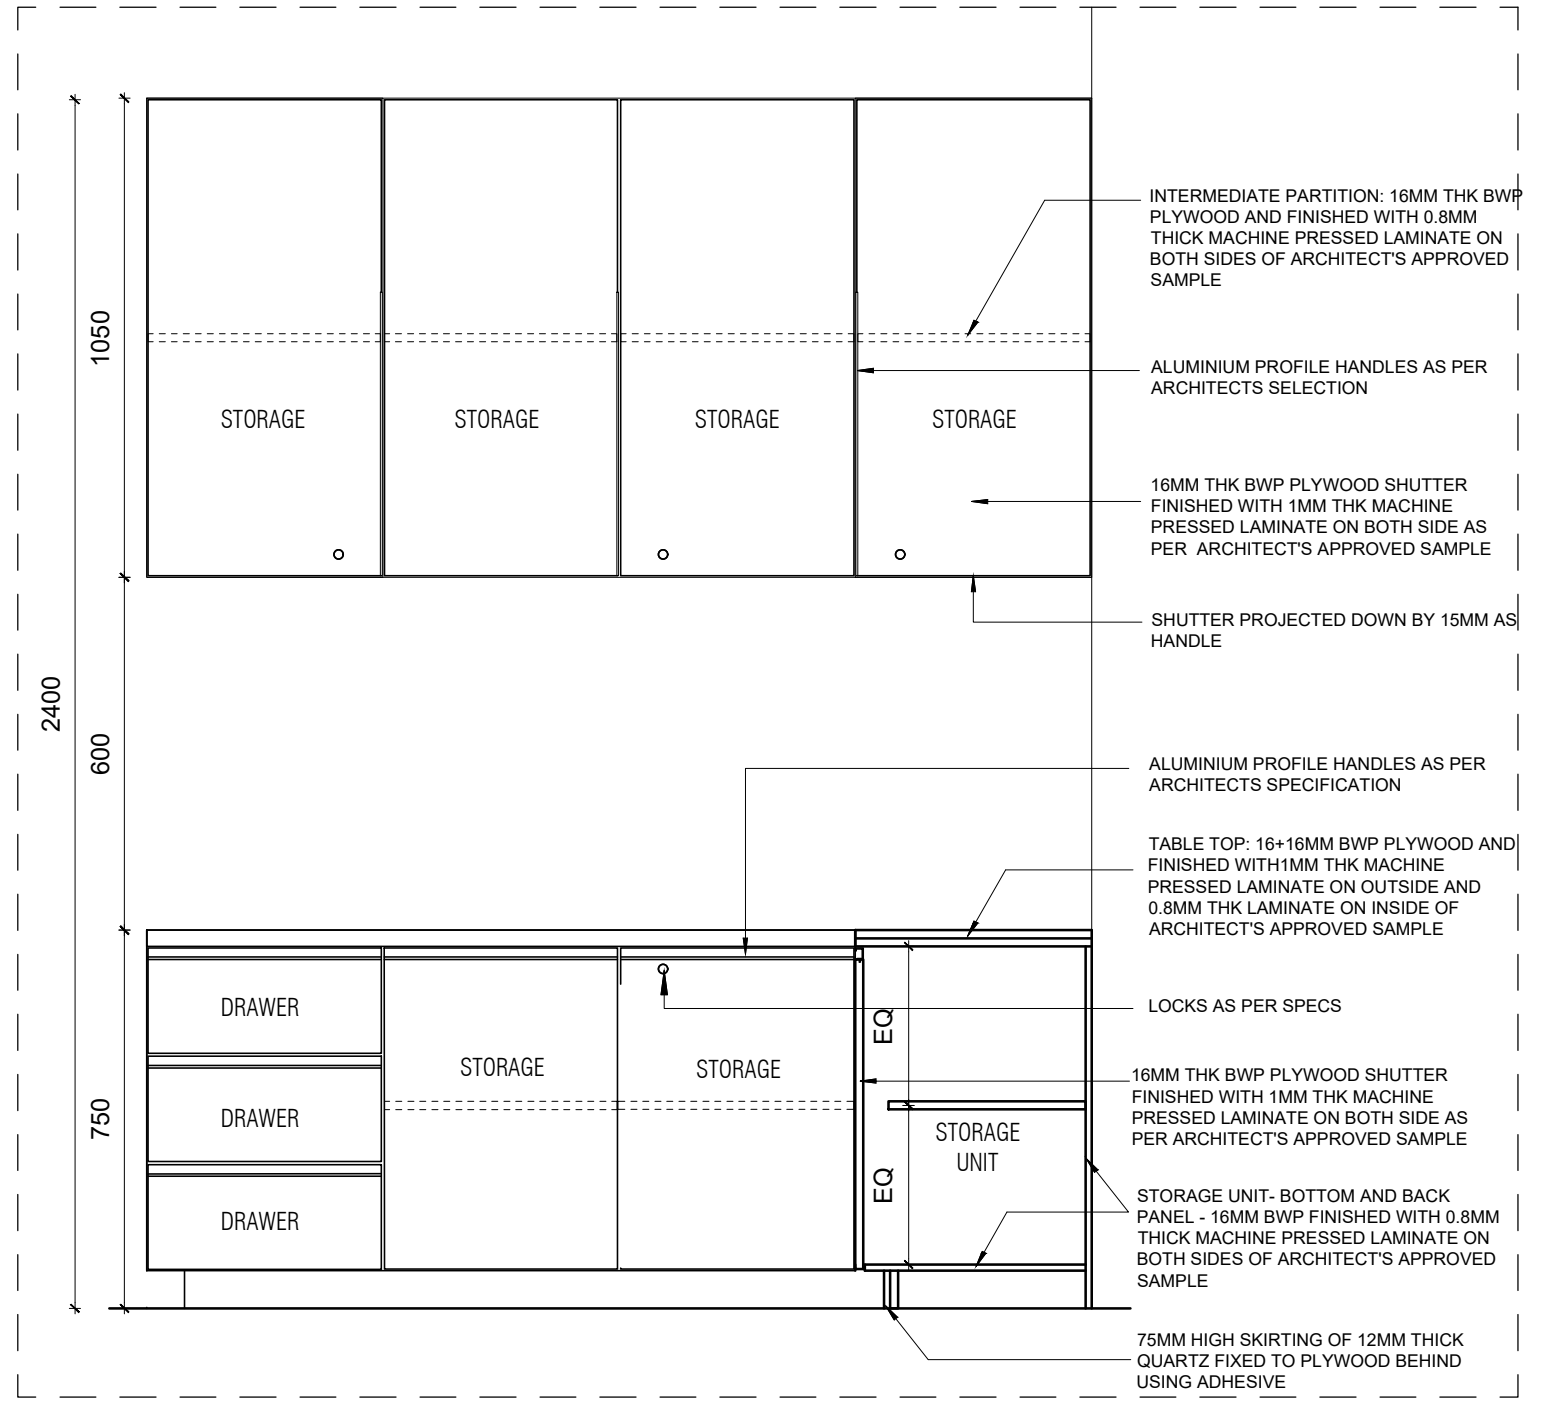 INTERMEDIATE PARTITION: 16MM THK BWP
PLYWOOD AND FINISHED WITH 0.8MM
THICK MACHINE PRESSED LAMINATE ON
BOTH SIDES OF ARCHITECT'S APPROVED
SAMPLE
1050
ALUMINIUM PROFILE HANDLES AS PER
ARCHITECTS SELECTION
STORAGE
STORAGE
STORAGE
STORAGE
16MM THK BWP PLYWOOD SHUTTER
FINISHED WITH 1MM THK MACHINE
PRESSED LAMINATE ON BOTH SIDE AS
PER ARCHITECT'S APPROVED SAMPLE
SHUTTER PROJECTED DOWN BY 15MM AS
HANDLE
2400
600
ALUMINIUM PROFILE HANDLES AS PER
ARCHITECTS SPECIFICATION
TABLE TOP: 16+16MM BWP PLYWOOD AND
FINISHED WITH1MM THK MACHINE
PRESSED LAMINATE ON OUTSIDE AND
0.8MM THK LAMINATE ON INSIDE OF
ARCHITECT'S APPROVED SAMPLE
DRAWER
EQ
LOCKS AS PER SPECS
STORAGE
STORAGE
16MM THK BWP PLYWOOD SHUTTER
FINISHED WITH 1MM THK MACHINE
PRESSED LAMINATE ON BOTH SIDE AS
PER ARCHITECT'S APPROVED SAMPLE
750
DRAWER
STORAGE
UNIT
EQ
STORAGE UNIT- BOTTOM AND BACK
PANEL - 16MM BWP FINISHED WITH 0.8MM
THICK MACHINE PRESSED LAMINATE ON
BOTH SIDES OF ARCHITECT'S APPROVED
SAMPLE
DRAWER
75MM HIGH SKIRTING OF 12MM THICK
QUARTZ FIXED TO PLYWOOD BEHIND
USING ADHESIVE